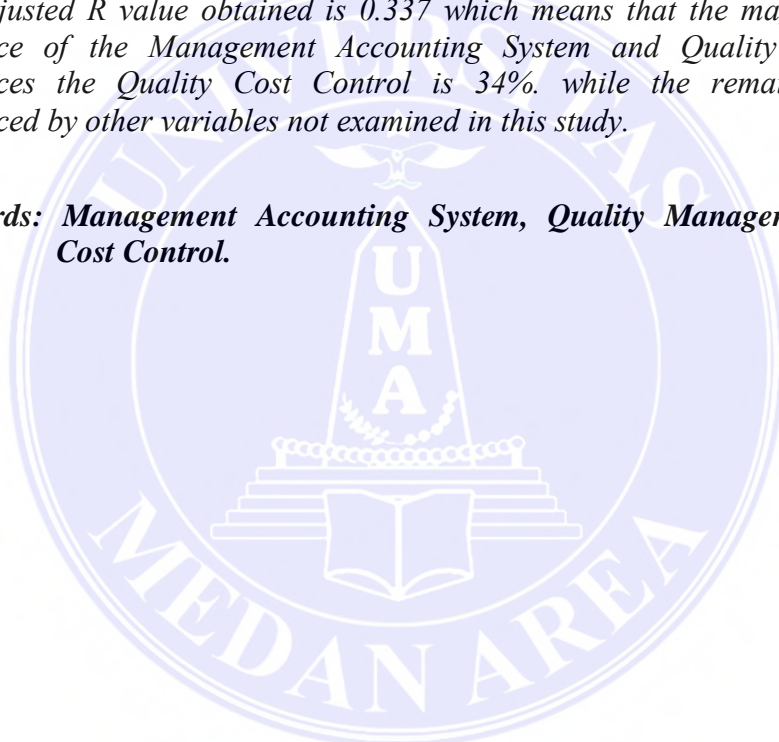 justed R value obtained is 0.337 which means that the ma
ce of the Management Accounting System and Quality
ces the Quality Cost Control is 34%. while the remai
ced by other variables not examined in this study.
rds: Management Accounting System, Quality Manage
Cost Control.
UNIVERSITAS
U
M
A
MEDAN AREA